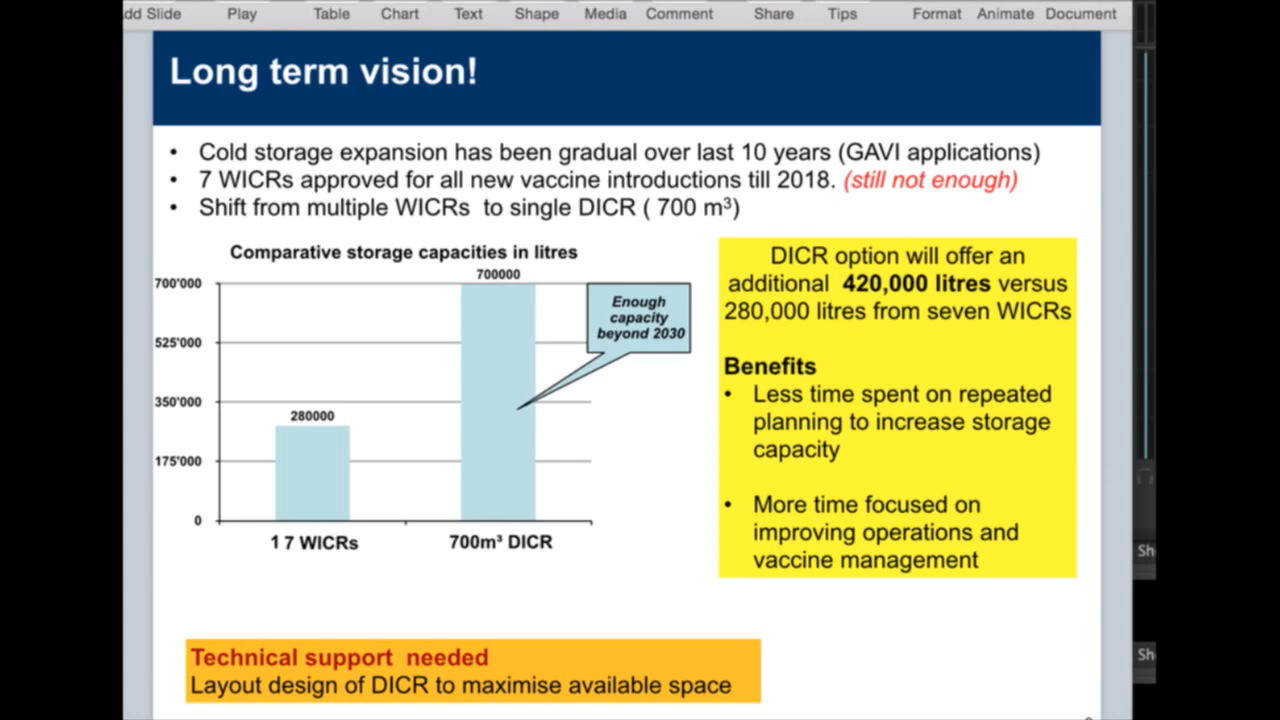 dd Slide Play Table Chart Text Shape Media Comment Share Tips Format Animate Document
Long term vision!
• Cold storage expansion has been gradual over last 10 years (GAVI applications)
• 7 WICRs approved for all new vaccine introductions till 2018. (still not enough)
• Shift from multiple WICRs to single DICR ( 700 m³)
Comparative storage capacities in litres
700'000
525'000
350'000
175'000
0
280000
700000
1 7 WICRs
700m³ DICR
Enough
capacity
beyond 2030
DICR option will offer an
additional 420,000 litres versus
280,000 litres from seven WICRs
Benefits
• Less time spent on repeated
planning to increase storage
capacity
• More time focused on
improving operations and
vaccine management
Technical support needed
Layout design of DICR to maximise available space
Sh
Sh